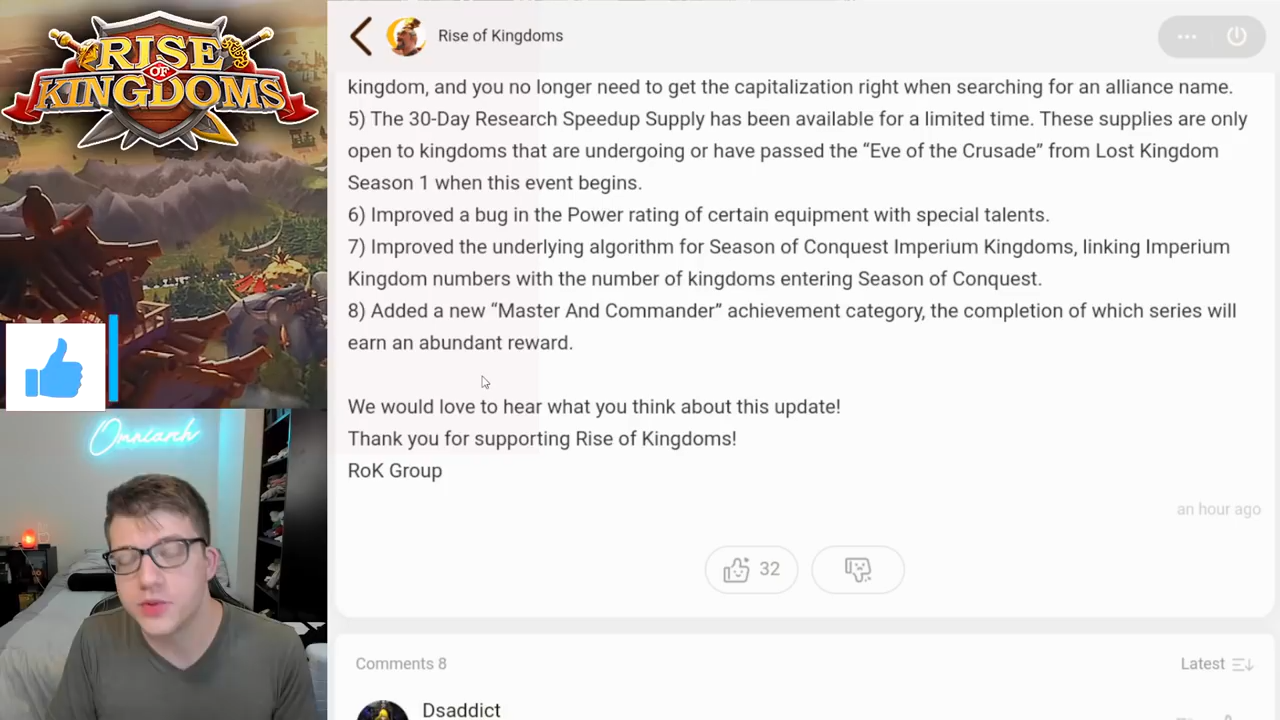 RISE
OF
KINGDOMS
Omniarch
Rise of Kingdoms
kingdom, and you no longer need to get the capitalization right when searching for an alliance name.
5) The 30-Day Research Speedup Supply has been available for a limited time. These supplies are only
open to kingdoms that are undergoing or have passed the “Eve of the Crusade” from Lost Kingdom
Season 1 when this event begins.
6) Improved a bug in the Power rating of certain equipment with special talents.
7) Improved the underlying algorithm for Season of Conquest Imperium Kingdoms, linking Imperium
Kingdom numbers with the number of kingdoms entering Season of Conquest.
8) Added a new “Master And Commander” achievement category, the completion of which series will
earn an abundant reward.
We would love to hear what you think about this update!
Thank you for supporting Rise of Kingdoms!
RoK Group
an hour ago
32
Comments 8
Latest
Dsaddict